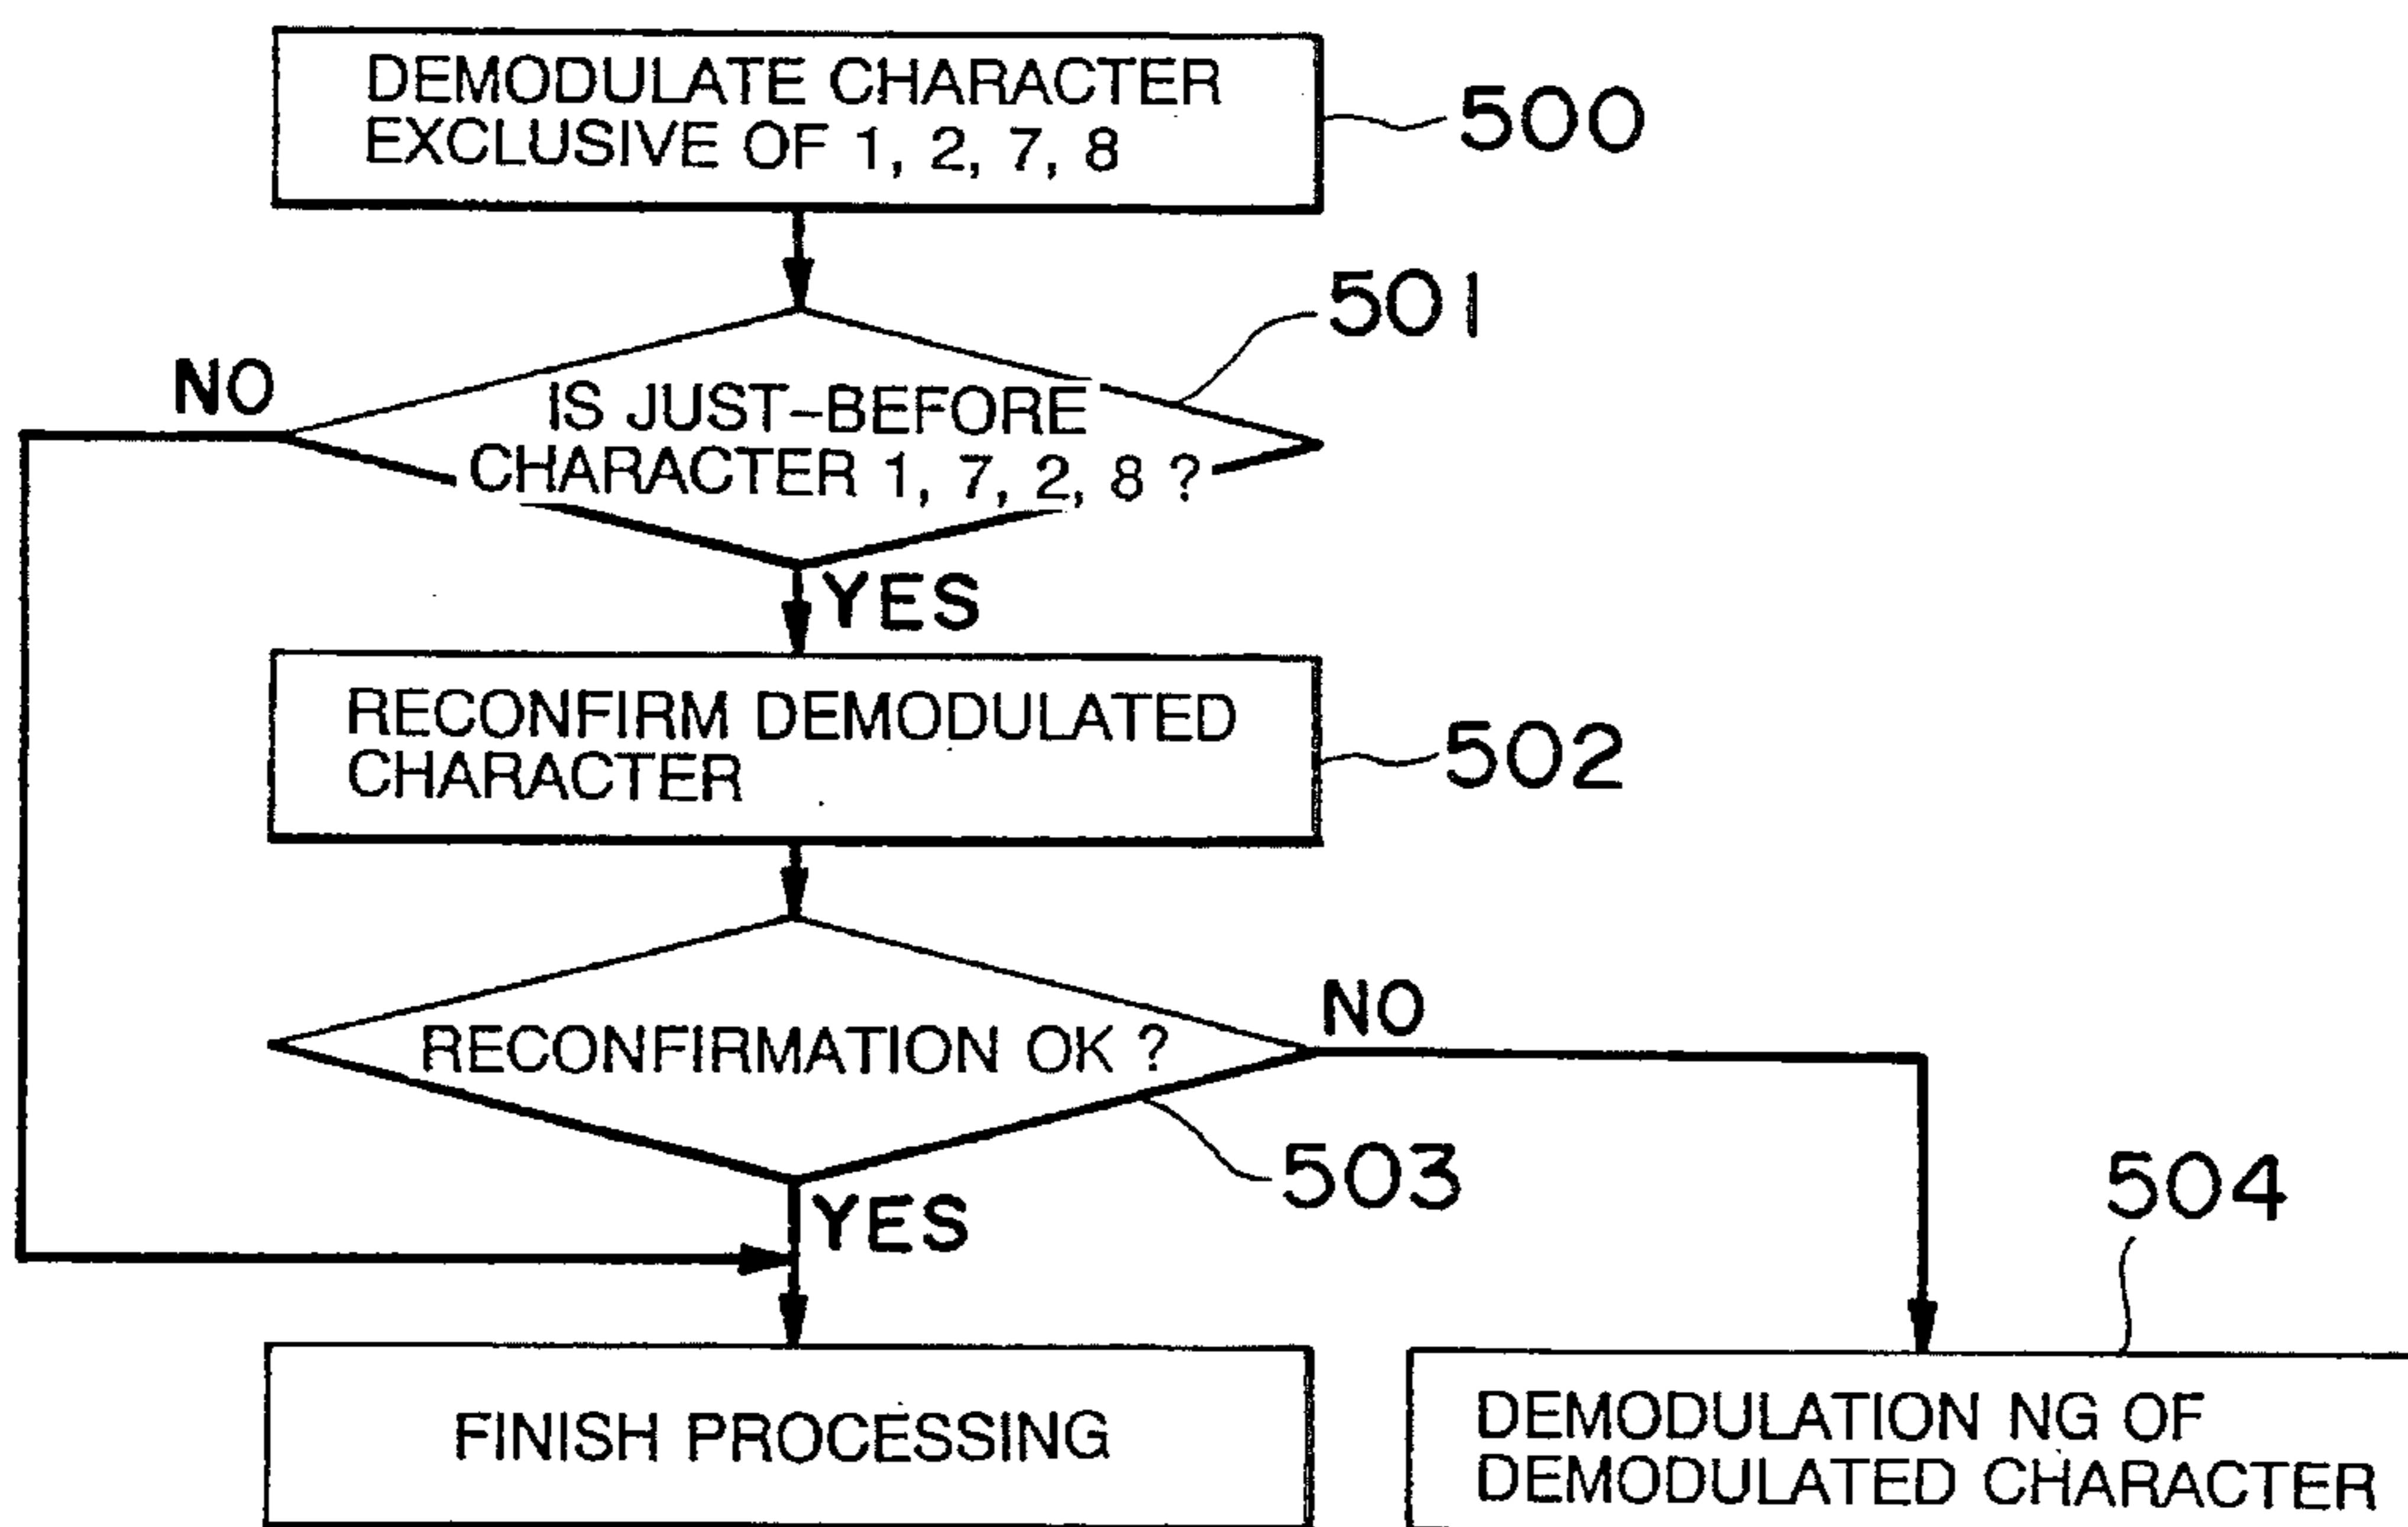 DEMODULATE CHARACTER
EXCLUSIVE OF 1, 2, 7, 8
500
501
NO
IS JUST-BEFORE
CHARACTER 1, 7, 2, 8 ?
YES
RECONFIRM DEMODULATED
CHARACTER
502
RECONFIRMATION OK ?
NO
503
YES
504
FINISH PROCESSING
DEMODULATION NG OF
DEMODULATED CHARACTER